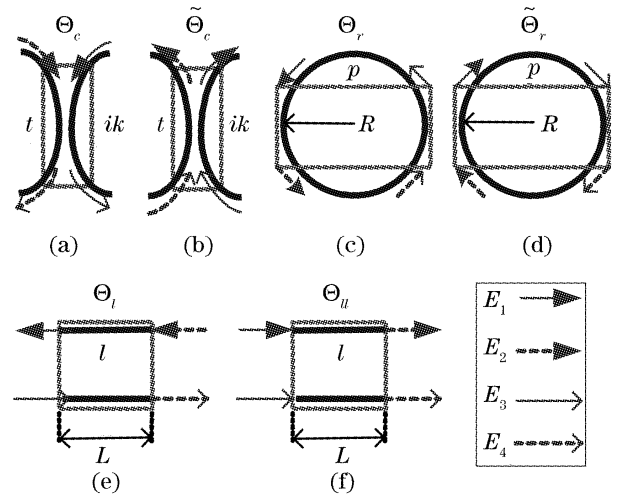 Θc Θ̃c Θr Θ̃r
p p
t ik t ik R R
(a) (b) (c) (d)
Θl Θll
l l
L L
(e) (f)
E1
E2
E3
E4